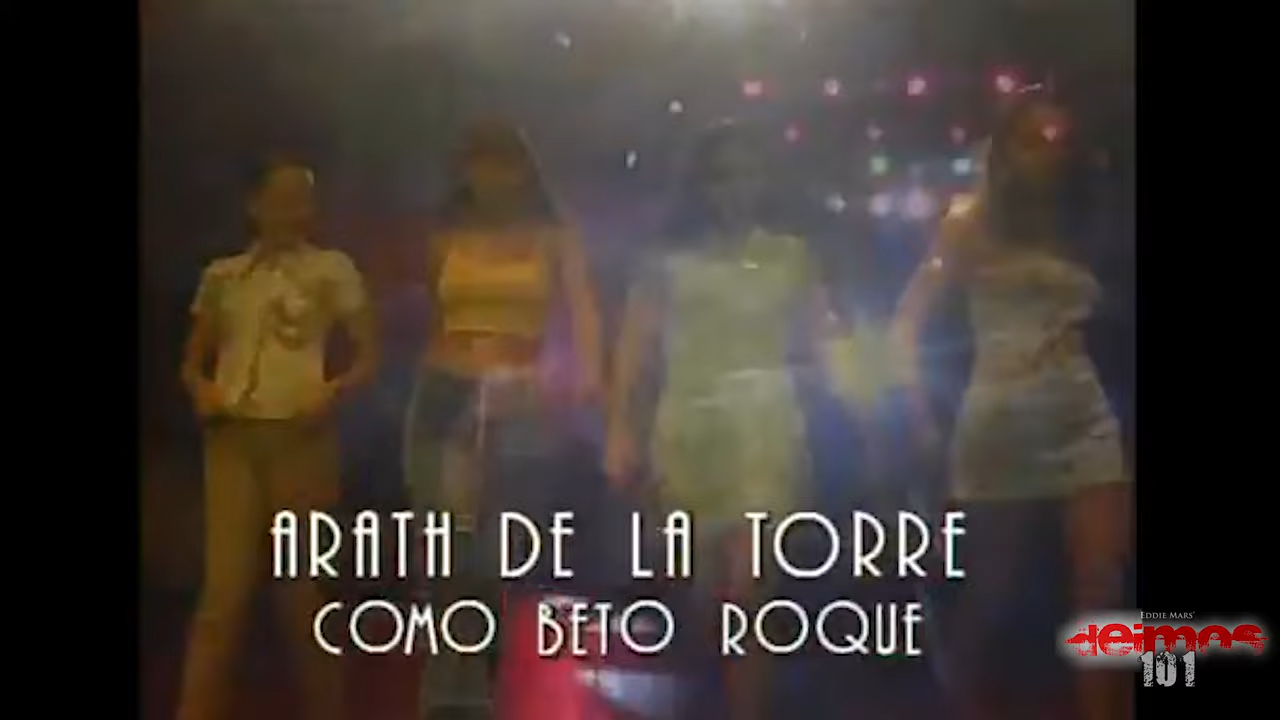 ARATH DE LA TORRE
COMO BETO ROQUE
EDDIE MARS'
deimos
101